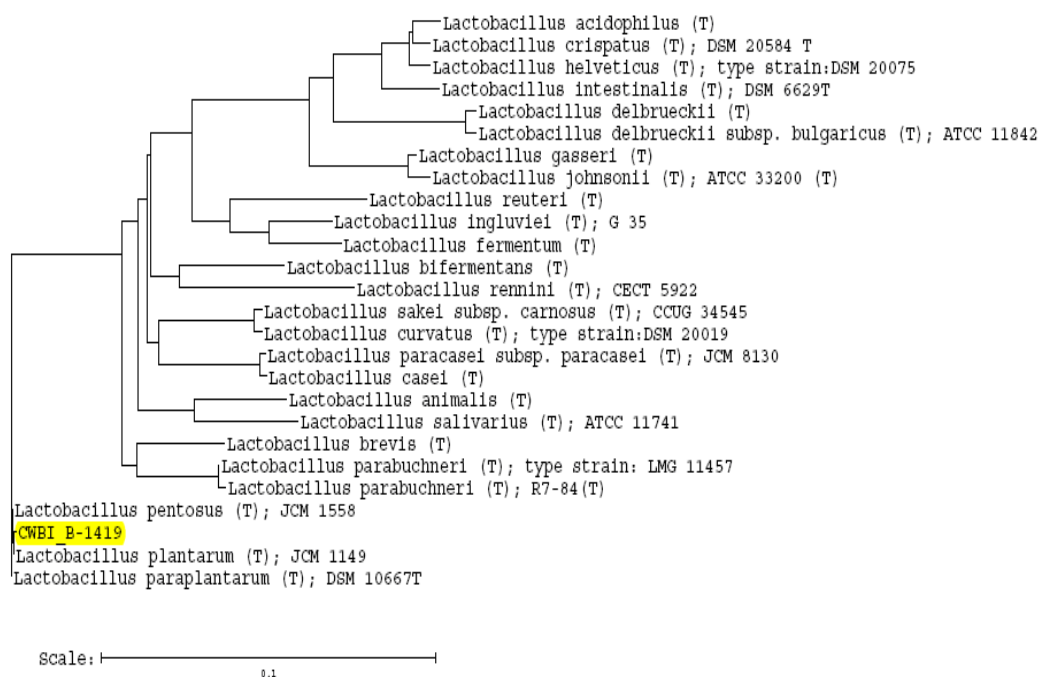 Lactobacillus acidophilus (T)
Lactobacillus crispatus (T); DSM 20584 T
Lactobacillus helveticus (T); type strain:DSM 20075
Lactobacillus intestinalis (T); DSM 6629T
Lactobacillus delbrueckii (T)
Lactobacillus delbrueckii subsp. bulgaricus (T); ATCC 11842
Lactobacillus gasseri (T)
Lactobacillus johnsonii (T); ATCC 33200 (T)
Lactobacillus reuteri (T)
Lactobacillus ingluviei (T); G 35
Lactobacillus fermentum (T)
Lactobacillus bifermentans (T)
Lactobacillus rennini (T); CECT 5922
Lactobacillus sakei subsp. carnosus (T); CCUG 34545
Lactobacillus curvatus (T); type strain:DSM 20019
Lactobacillus paracasei subsp. paracasei (T); JCM 8130
Lactobacillus casei (T)
Lactobacillus animalis (T)
Lactobacillus salivarius (T); ATCC 11741
Lactobacillus brevis (T)
Lactobacillus parabuchneri (T); type strain: LMG 11457
Lactobacillus parabuchneri (T); R7-84(T)
Lactobacillus pentosus (T); JCM 1558
CWBI_B-1419
Lactobacillus plantarum (T); JCM 1149
Lactobacillus paraplantarum (T); DSM 10667T
Scale:
0.1